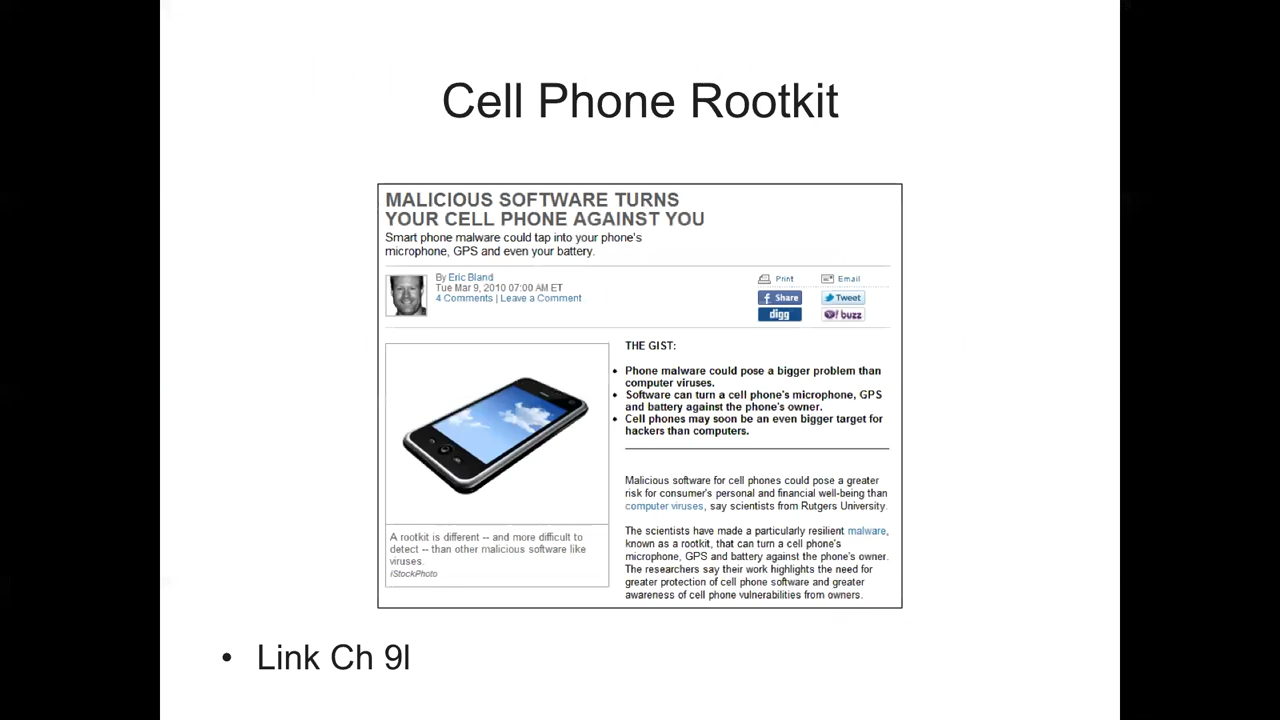 Cell Phone Rootkit
MALICIOUS SOFTWARE TURNS
YOUR CELL PHONE AGAINST YOU
Smart phone malware could tap into your phone's
microphone, GPS and even your battery.
By Eric Bland
Tue Mar 9, 2010 07:00 AM ET
4 Comments | Leave a Comment
Print
Email
Share
Tweet
digg
Y! buzz
A rootkit is different -- and more difficult to
detect -- than other malicious software like
viruses.
iStockPhoto
THE GIST:
• Phone malware could pose a bigger problem than
computer viruses.
• Software can turn a cell phone's microphone, GPS
and battery against the phone's owner.
• Cell phones may soon be an even bigger target for
hackers than computers.
Malicious software for cell phones could pose a greater
risk for consumer's personal and financial well-being than
computer viruses, say scientists from Rutgers University.
The scientists have made a particularly resilient malware,
known as a rootkit, that can turn a cell phone's
microphone, GPS and battery against the phone's owner.
The researchers say their work highlights the need for
greater protection of cell phone software and greater
awareness of cell phone vulnerabilities from owners.
• Link Ch 9l